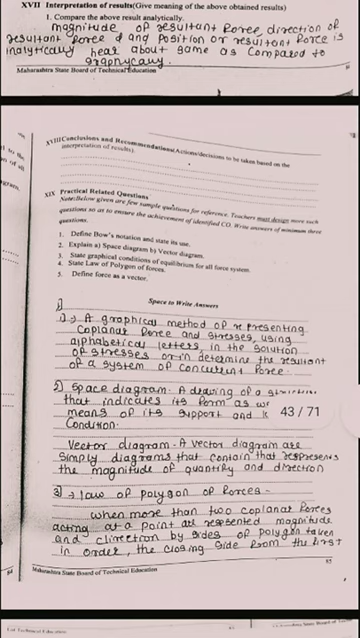 XVII Interpretation of results(Give meaning of the above obtained results)
1. Compare the above result analytically.
magnitude of resultant Force direction of
resultant force & and position or resultant force is
inalytically near about same as compared to
graphycally.
Maharashtra State Board of Technical Education
XVIII Conclusions and Recommendations(Actions/decisions to be taken based on the
interpretation of results).
XIX Practical Related Questions
Note:Below given are few sample questions for reference. Teachers must design more such
questions so as to ensure the achievement of identified CO. Write answers of minimum three
questions.
1. Define Bow's notation and state its use.
2. Explain a) Space diagram b) Vector diagram.
3. State graphical conditions of equilibrium for all force system.
4. State Law of Polygon of forces.
5. Define force as a vector.
Space to Write Answers
1) → A graphical method of representing
coplanar force and stresses, using
alphabetical letters in the solution
of stresses or in determine the resultant
of a system of concurrent Force.
2) Space diagram - A drawing of a
that indicates its form as
means of its support and
Condition.
43 / 71
Vector diagram - A vector diagram are
simply diagrams that contain that respresents
the magnitude of quantity and direction
3) → law of polygon of forces -
when more than two coplanar forces
acting at a point are repsented magnitude
and climection by sides of polygon taken
In order, the closing side from the first
85
Maharashtra State Board of Technical Education